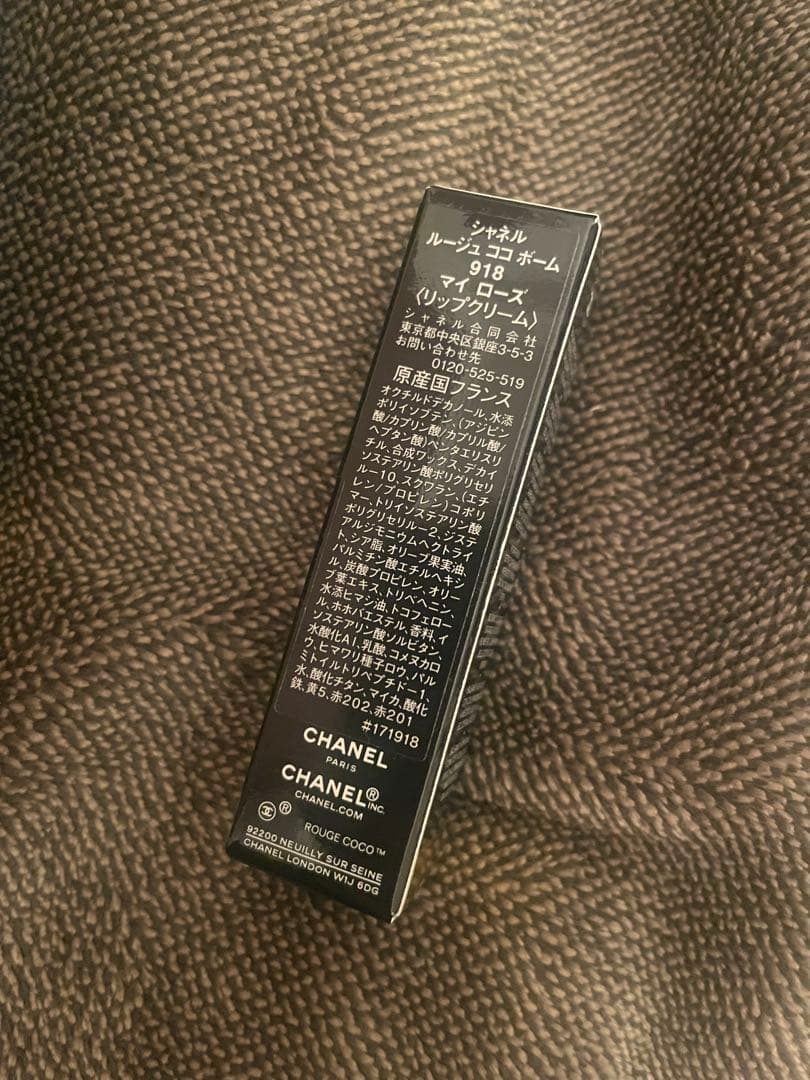 シャネル
ルージュ ココ ボーム
918
マイ ローズ
〈リップクリーム〉
シャネル合同会社
東京都中央区銀座3-5-3
お問い合わせ先
0120-525-519
原産国フランス
オクチルドデカノール、水添
ポリイソブテン、(アジピン
酸/カプリン酸/カプリル酸/
ヘプタン酸)ペンタエリスリ
チル、合成ワックス、デカイ
ソステアリン酸ポリグリセリ
ルー10、スクワラン、(エチ
レン/プロピレン)コポリ
マー、トリイソステアリン酸
ポリグリセリルー2、ジステ
アルジモニウムヘクトライ
ト、シア脂、オリーブ果実油、
パルミチン酸エチルヘキシ
ル、炭酸プロピレン、オリー
ブ葉エキス、トリベヘニン、
水添ヒマシ油、トコフェロー
ル、ホホバエステル、香料、イ
ソステアリン酸ソルビタン、
水酸化Al、乳酸、コメヌカロ
ウ、ヒマワリ種子ロウ、パル
ミトイルトリペプチドー1、
水、酸化チタン、マイカ、酸化
鉄、黄5、赤202、赤201
#171918
CHANEL
PARIS
CHANEL® INC.
CHANEL.COM
®
ROUGE COCO™
92200 NEUILLY SUR SEINE
CHANEL LONDON W1J 6DG